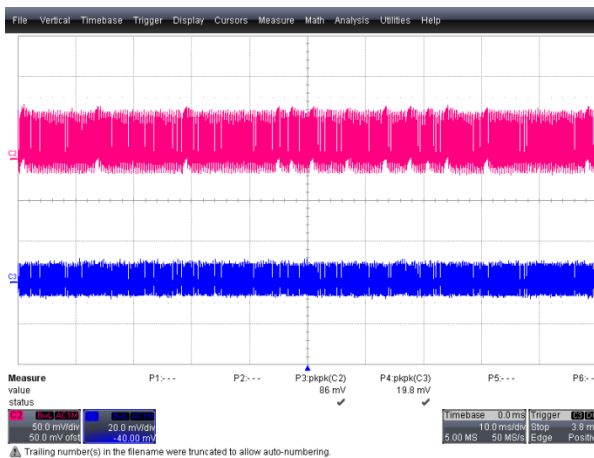 File Vertical Timebase Trigger Display Cursors Measure Math Analysis Utilities Help
C2
C3
Measure P1:- - - P2:- - - P3:pkpk(C2) P4:pkpk(C3) P5:- - - P6:-
value 86 mV 19.8 mV
status
C2 BwL AC1M Timebase 0.0 ms Trigger C3
50.0 mV/div 20.0 mV/div 10.0 ms/div Stop 3.8 m
50.0 mV ofst -40.00 mV 5.00 MS 50 MS/s Edge Positiv
Trailing number(s) in the filename were truncated to allow auto-numbering.